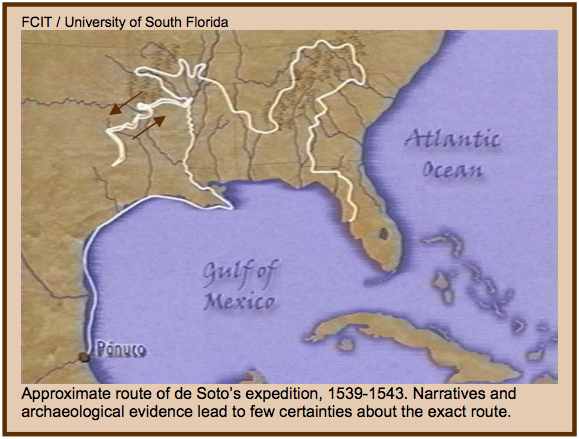 FCIT / University of South Florida
Atlantic
Ocean
Gulf of
Mexico
Pánuco
Approximate route of de Soto’s expedition, 1539-1543. Narratives and
archaeological evidence lead to few certainties about the exact route.